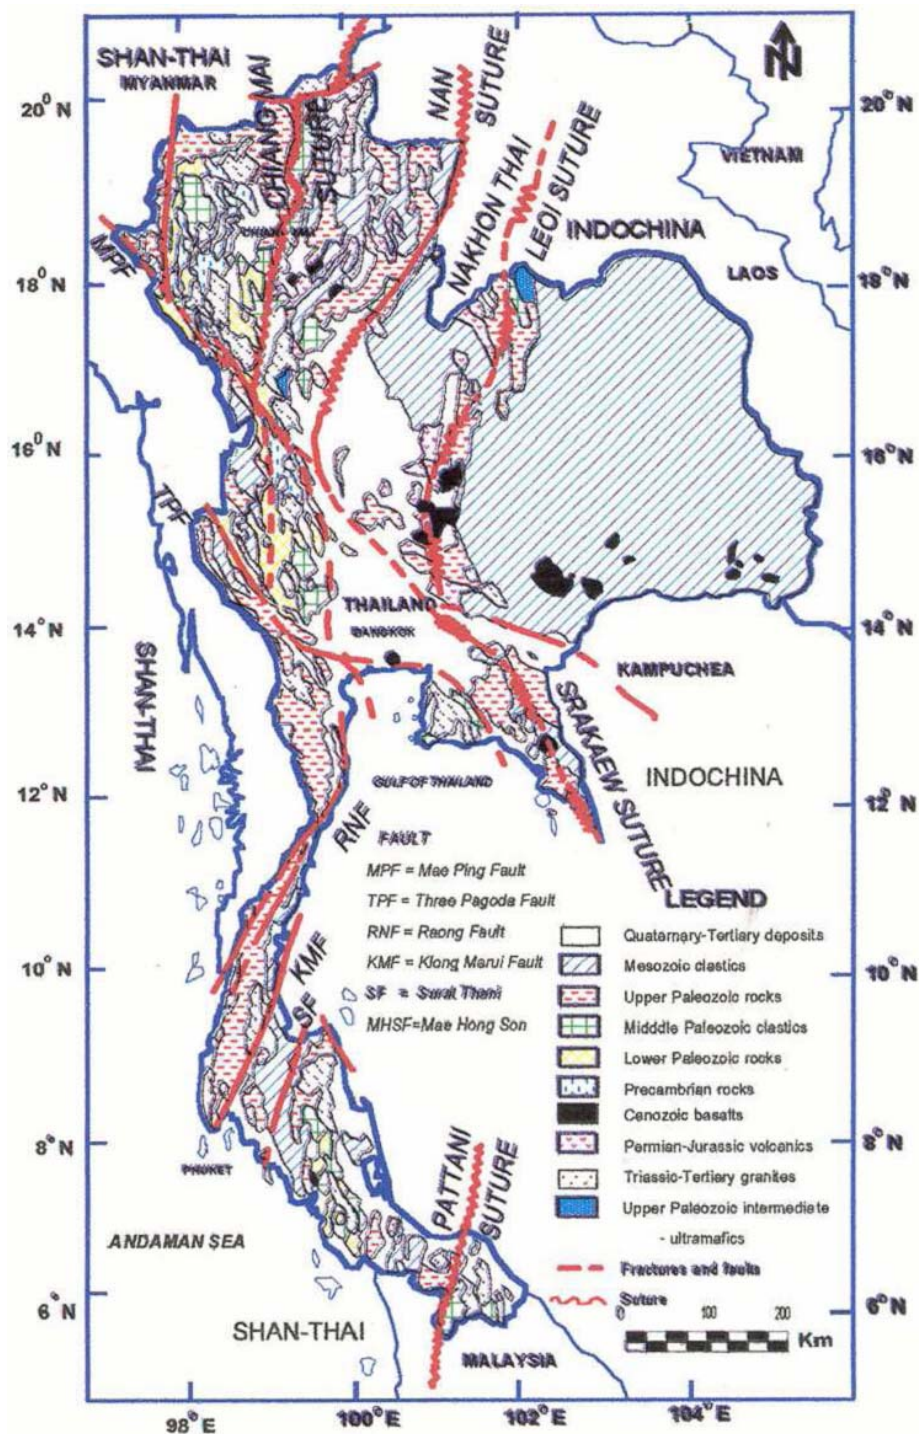 SHAN-THAI
MYANMAR
CHIANG MAI
SUTURE
NAN
SUTURE
NAKHON THAI
LEOI SUTURE
N
20° N
20° N
VIETNAM
INDOCHINA
LAOS
MPF
18° N
18° N
16° N
16° N
TPF
14° N
14° N
THAILAND
BANGKOK
SHAN-THAI
KAMPUCHEA
SRAKAEW SUTURE
INDOCHINA
GULF OF THAILAND
12° N
12° N
RNF
FAULT
MPF = Mae Ping Fault
TPF = Three Pagoda Fault
RNF = Raong Fault
KMF = Klong Marui Fault
SF = Surat Thani
MHSF=Mae Hong Son
KMF
SF
10° N
10° N
LEGEND
Quaternary-Tertiary deposits
Mesozoic clastics
Upper Paleozoic rocks
Midddle Paleozoic clastics
Lower Paleozoic rocks
Precambrian rocks
Cenozoic basalts
Permian-Jurassic volcanics
Triassic-Tertiary granites
Upper Paleozoic intermediate
- ultramafics
Fractures and faults
Suture
0 100 200
Km
8° N
8° N
PHUKET
PATTANI
SUTURE
ANDAMAN SEA
6° N
6° N
SHAN-THAI
MALAYSIA
98° E
100° E
102° E
104° E